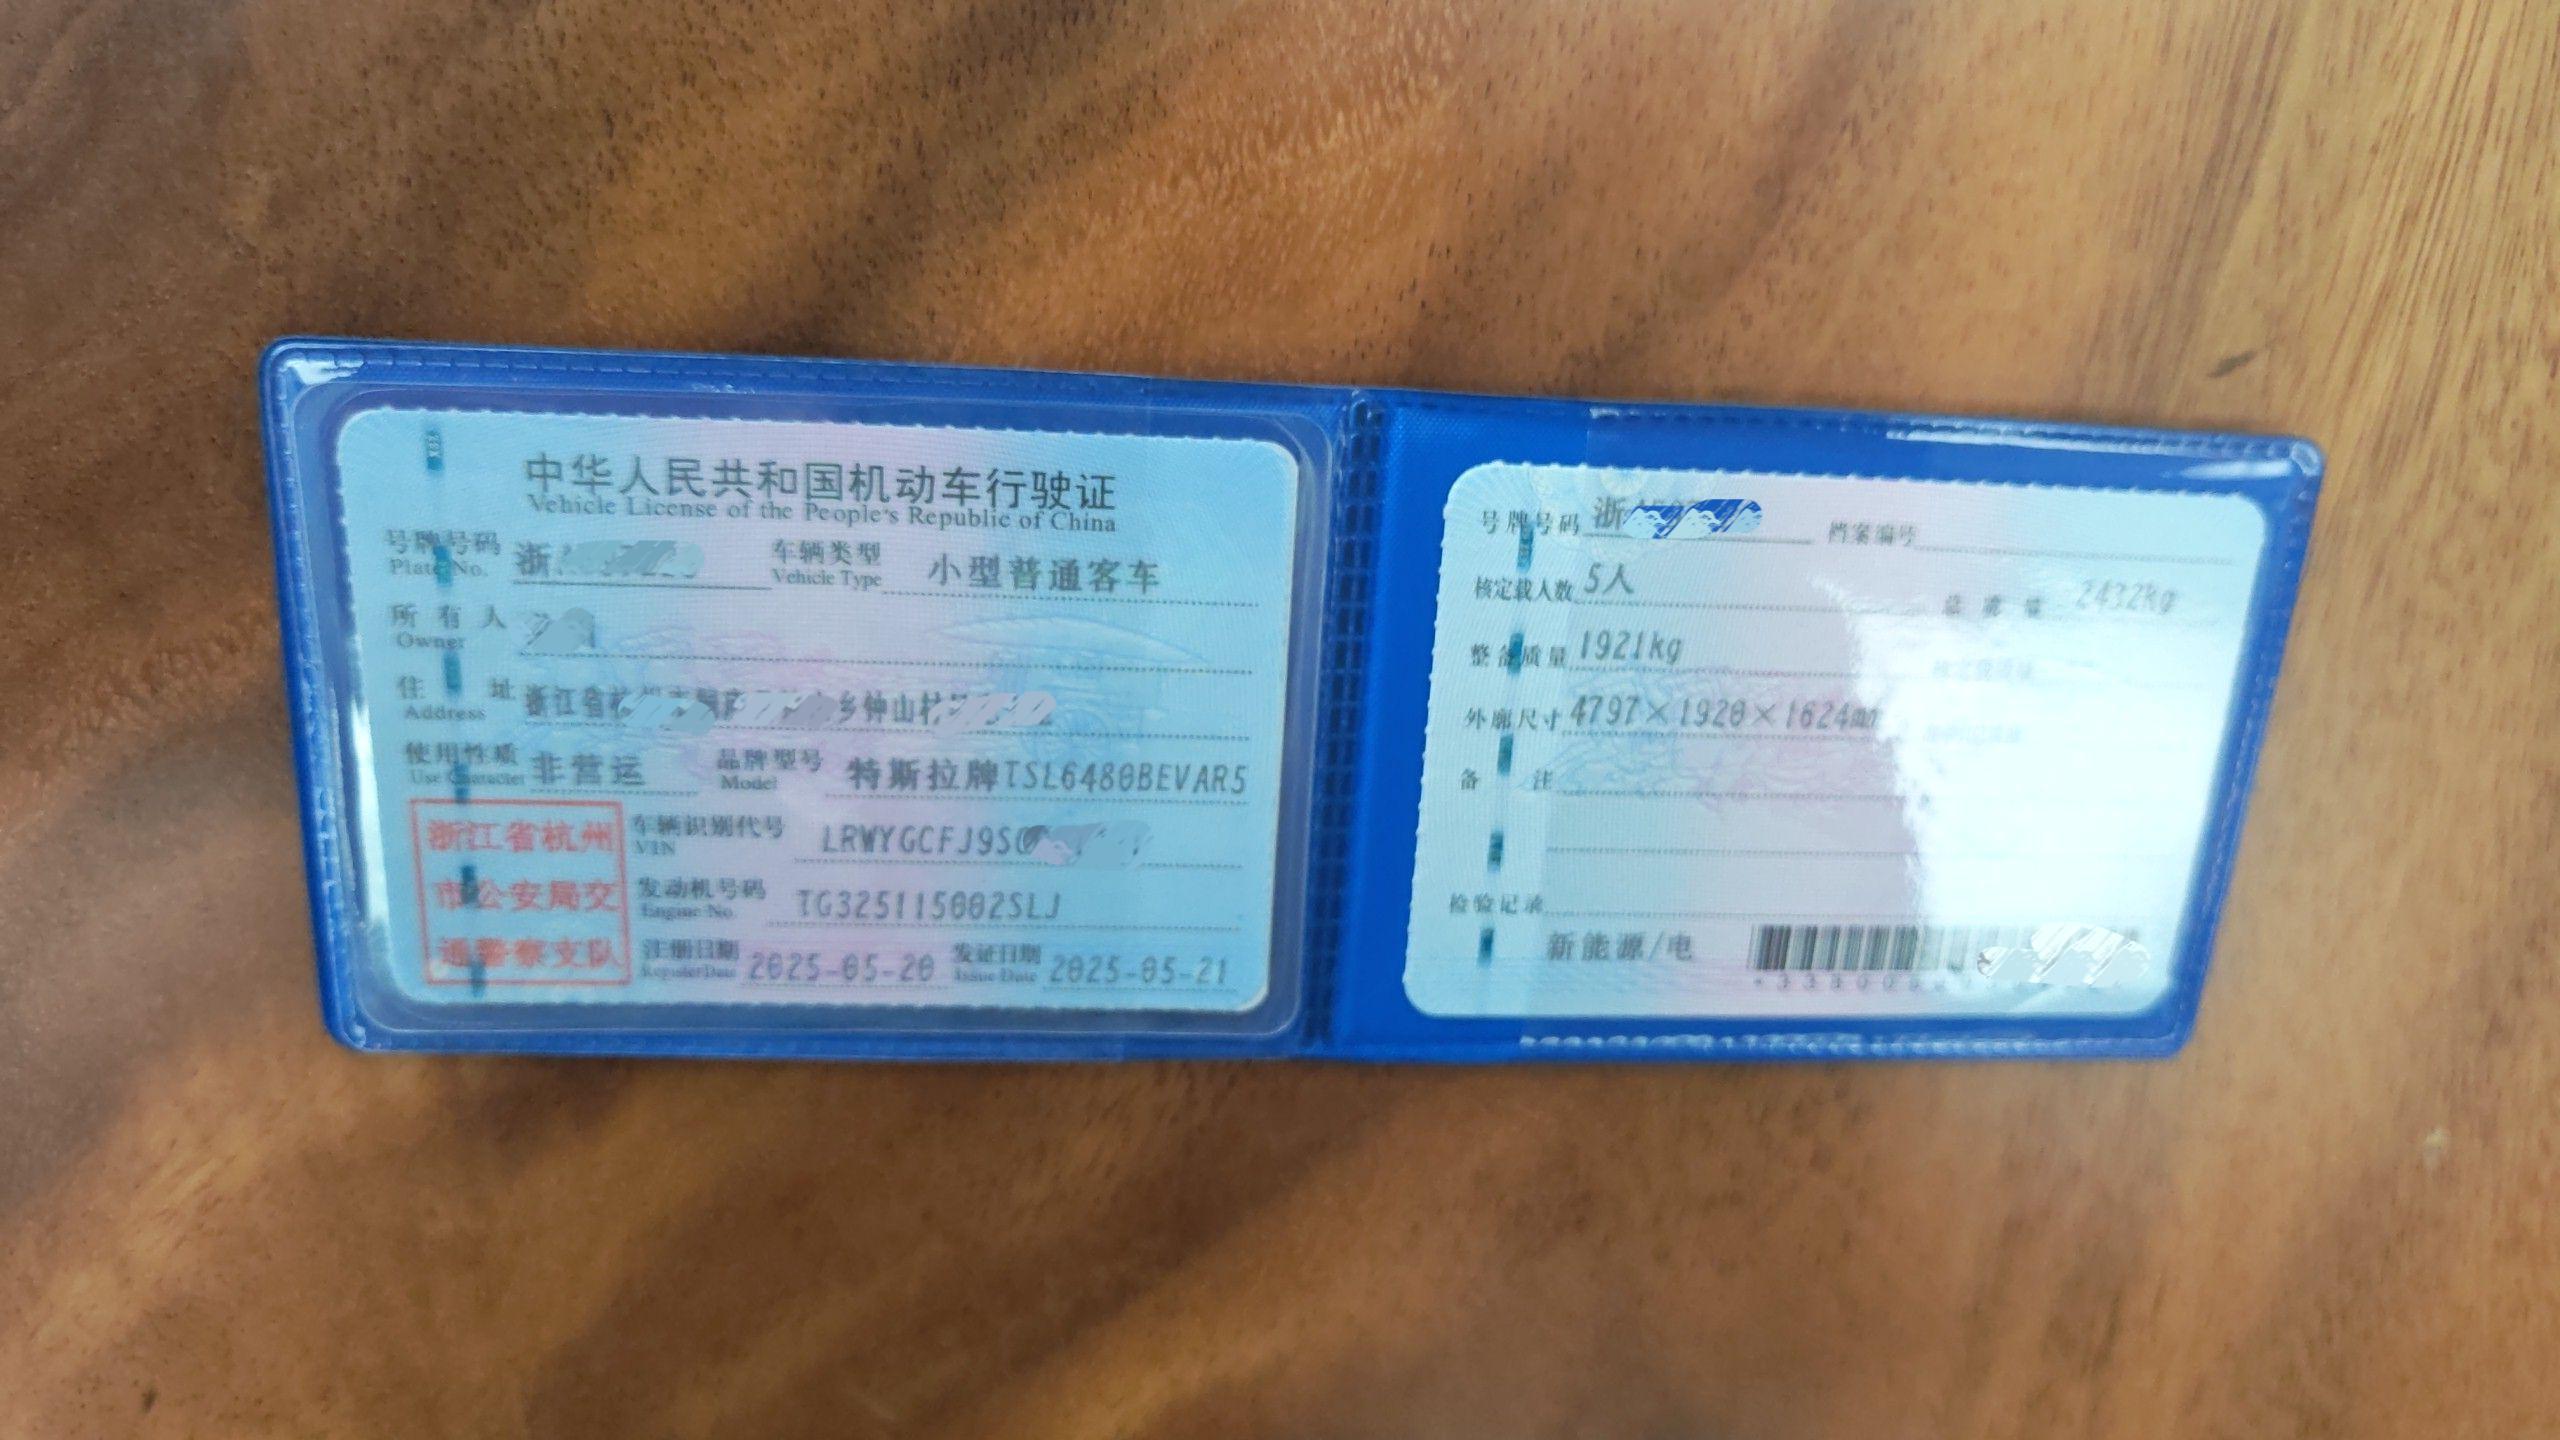 中华人民共和国机动车行驶证
Vehicle License of the People's Republic of China
号牌号码 浙 车辆类型 小型普通客车
Plate No. Vehicle Type
所有人
Owner
住址 浙江省 乡钟山村
Address
使用性质 非营运 品牌型号 特斯拉牌TSL6480BEVAR5
Use Character Model
浙江省杭州
市公安局交
通警察支队
车辆识别代号 LRWYGCFJ9S
VIN
发动机号码 TG325115002SLJ
Engine No.
注册日期 2025-05-20 发证日期 2025-05-21
Register Date Issue Date
号牌号码 浙 档案编号
核定载人数 5人 总质量 2432kg
整备质量 1921kg 核定载质量
外廓尺寸 4797×1920×1624mm
备注
检验记录
新能源/电